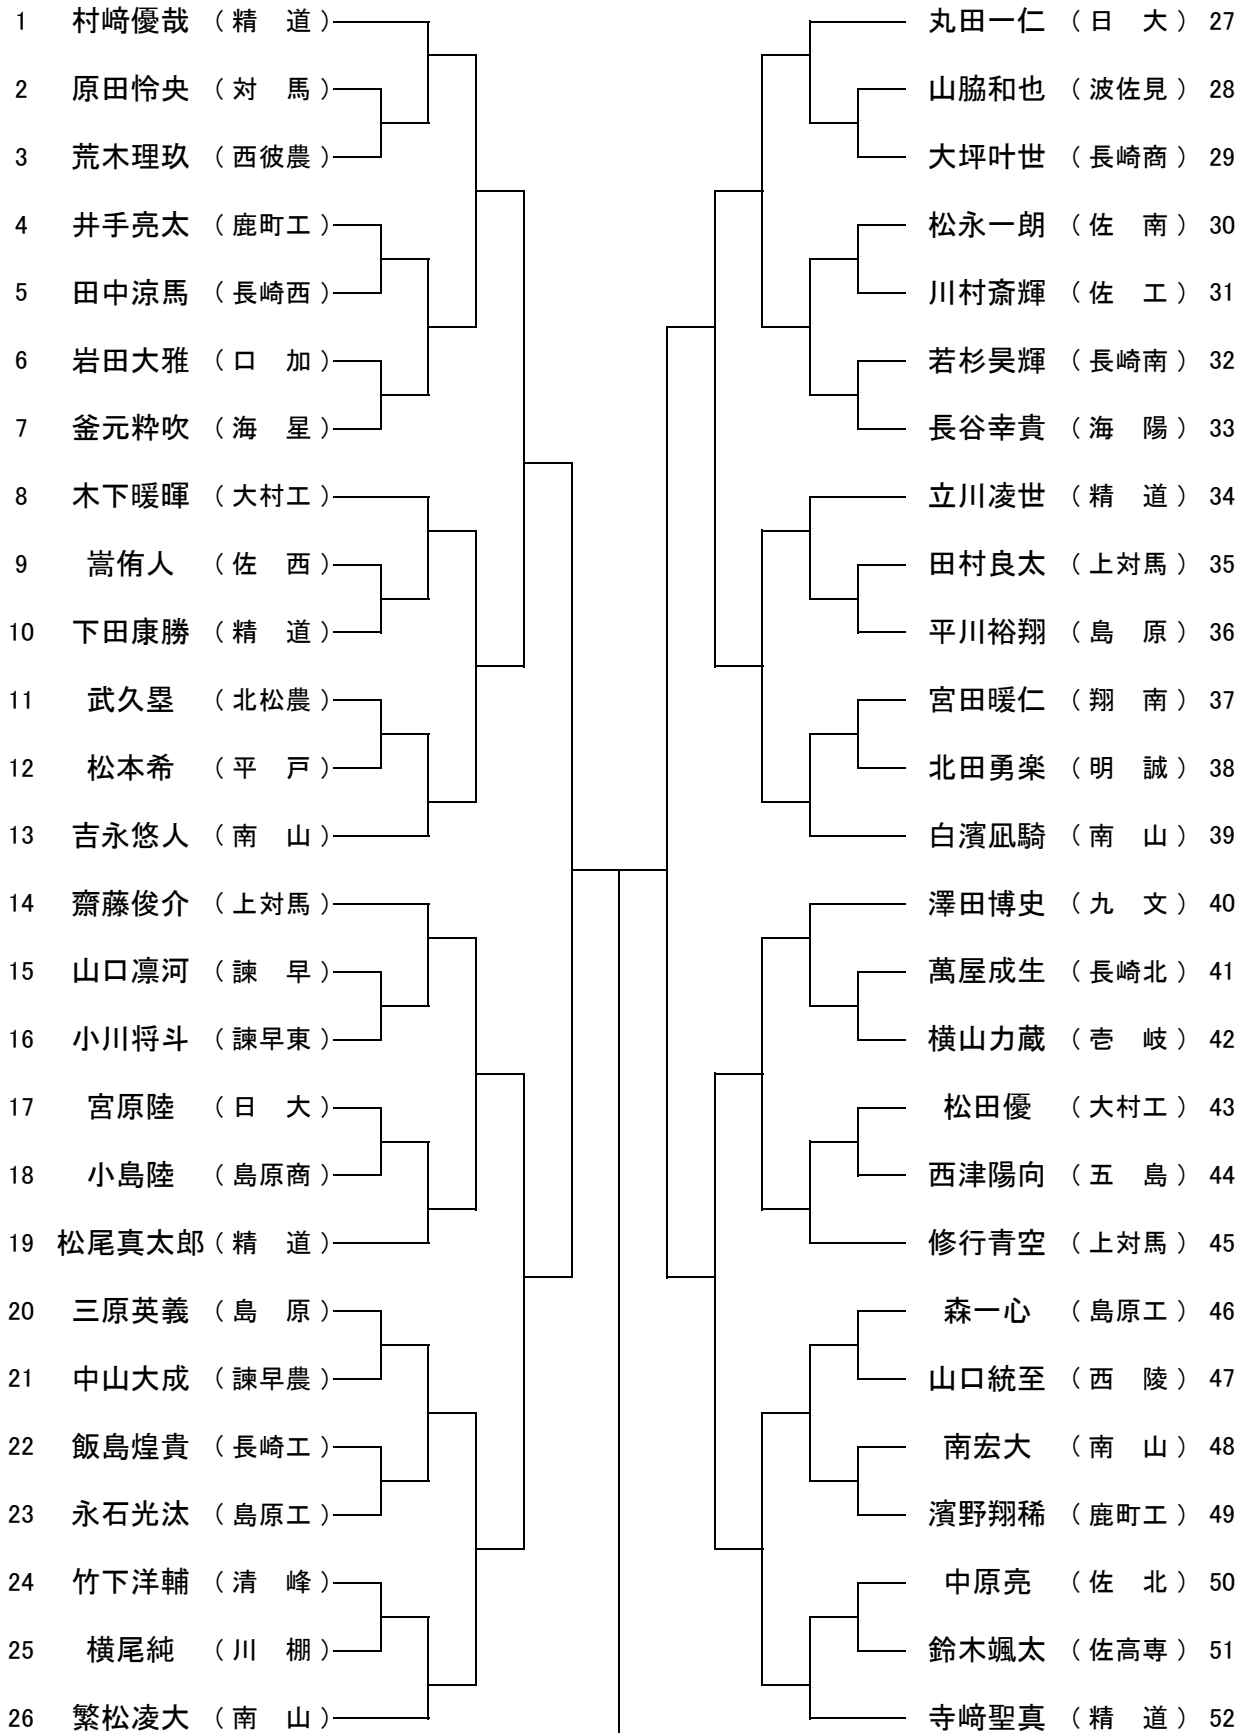 1 村﨑優哉 （精　道） 丸田一仁 （日　大） 27
2 原田怜央 （対　馬） 山脇和也 （波佐見） 28
3 荒木理玖 （西彼農） 大坪叶世 （長崎商） 29
4 井手亮太 （鹿町工） 松永一朗 （佐　南） 30
5 田中涼馬 （長崎西） 川村斎輝 （佐　工） 31
6 岩田大雅 （口　加） 若杉昊輝 （長崎南） 32
7 釜元粋吹 （海　星） 長谷幸貴 （海　陽） 33
8 木下暖暉 （大村工） 立川凌世 （精　道） 34
9 嵩侑人 （佐　西） 田村良太 （上対馬） 35
10 下田康勝 （精　道） 平川裕翔 （島　原） 36
11 武久塁 （北松農） 宮田暖仁 （翔　南） 37
12 松本希 （平　戸） 北田勇楽 （明　誠） 38
13 吉永悠人 （南　山） 白濱凪騎 （南　山） 39
14 齋藤俊介 （上対馬） 澤田博史 （九　文） 40
15 山口凛河 （諫　早） 萬屋成生 （長崎北） 41
16 小川将斗 （諫早東） 横山力蔵 （壱　岐） 42
17 宮原陸 （日　大） 松田優 （大村工） 43
18 小島陸 （島原商） 西津陽向 （五　島） 44
19 松尾真太郎 （精　道） 修行青空 （上対馬） 45
20 三原英義 （島　原） 森一心 （島原工） 46
21 中山大成 （諫早農） 山口統至 （西　陵） 47
22 飯島煌貴 （長崎工） 南宏大 （南　山） 48
23 永石光汰 （島原工） 濱野翔稀 （鹿町工） 49
24 竹下洋輔 （清　峰） 中原亮 （佐　北） 50
25 横尾純 （川　棚） 鈴木颯太 （佐高専） 51
26 繁松凌大 （南　山） 寺﨑聖真 （精　道） 52